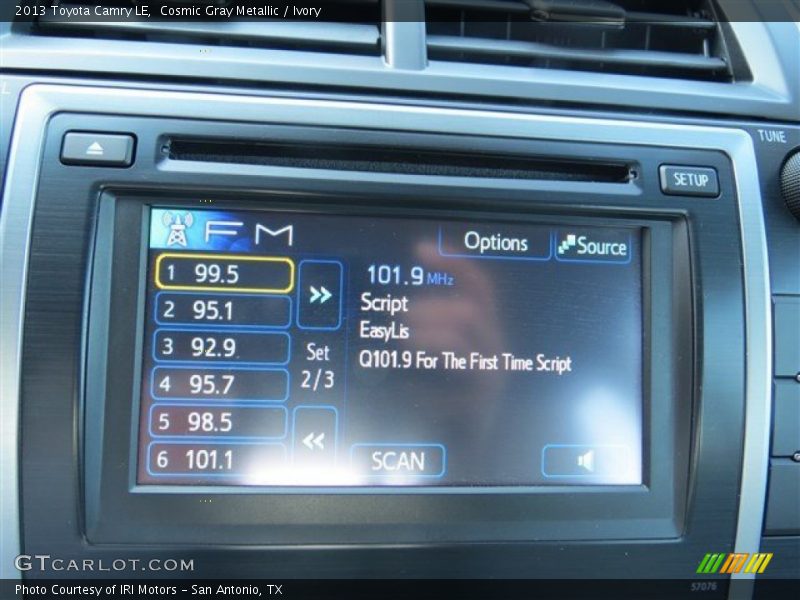 2013 Toyota Camry LE,  Cosmic Gray Metallic / Ivory
TUNE
SETUP
FM
Options
Source
1 99.5
2 95.1
3 92.9
4 95.7
5 98.5
6 101.1
Set
2/3
101.9 MHz
Script
EasyLis
Q101.9 For The First Time Script
SCAN
GTCARLOT.COM
57076
Photo Courtesy of IRI Motors - San Antonio, TX